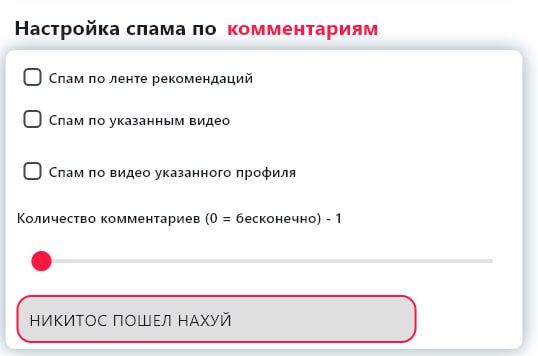 Настройка спама по комментариям
Спам по ленте рекомендаций
Спам по указанным видео
Спам по видео указанного профиля
Количество комментариев (0 = бесконечно) - 1
НИКИТОС ПОШЕЛ НАХУЙ